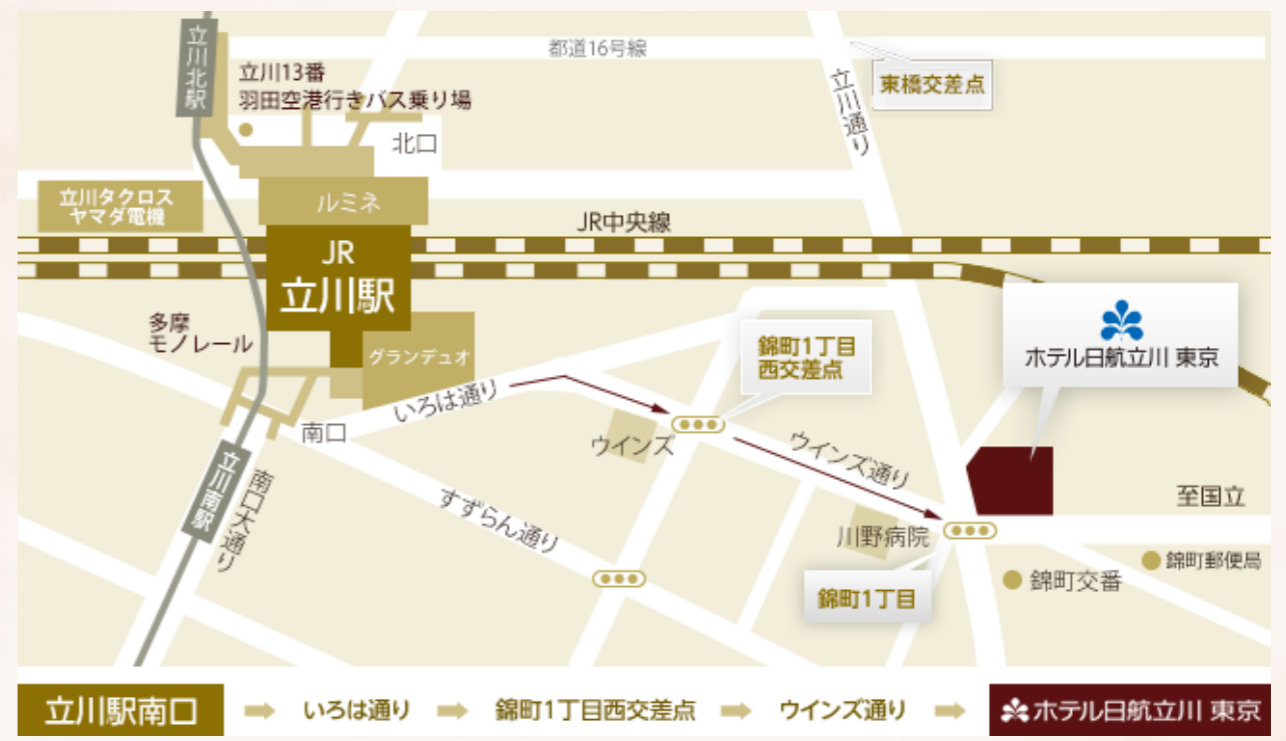 都道16号線
立川北駅
立川13番
羽田空港行きバス乗り場
北口
立川通り
東橋交差点
立川タクロス
ヤマダ電機
ルミネ
JR中央線
JR
立川駅
多摩
モノレール
グランデュオ
錦町1丁目
西交差点
ホテル日航立川 東京
いろは通り
南口
ウインズ
ウインズ通り
立川南駅
南口大通り
すずらん通り
至国立
川野病院
錦町郵便局
錦町交番
錦町1丁目
立川駅南口
いろは通り
錦町1丁目西交差点
ウインズ通り
ホテル日航立川 東京